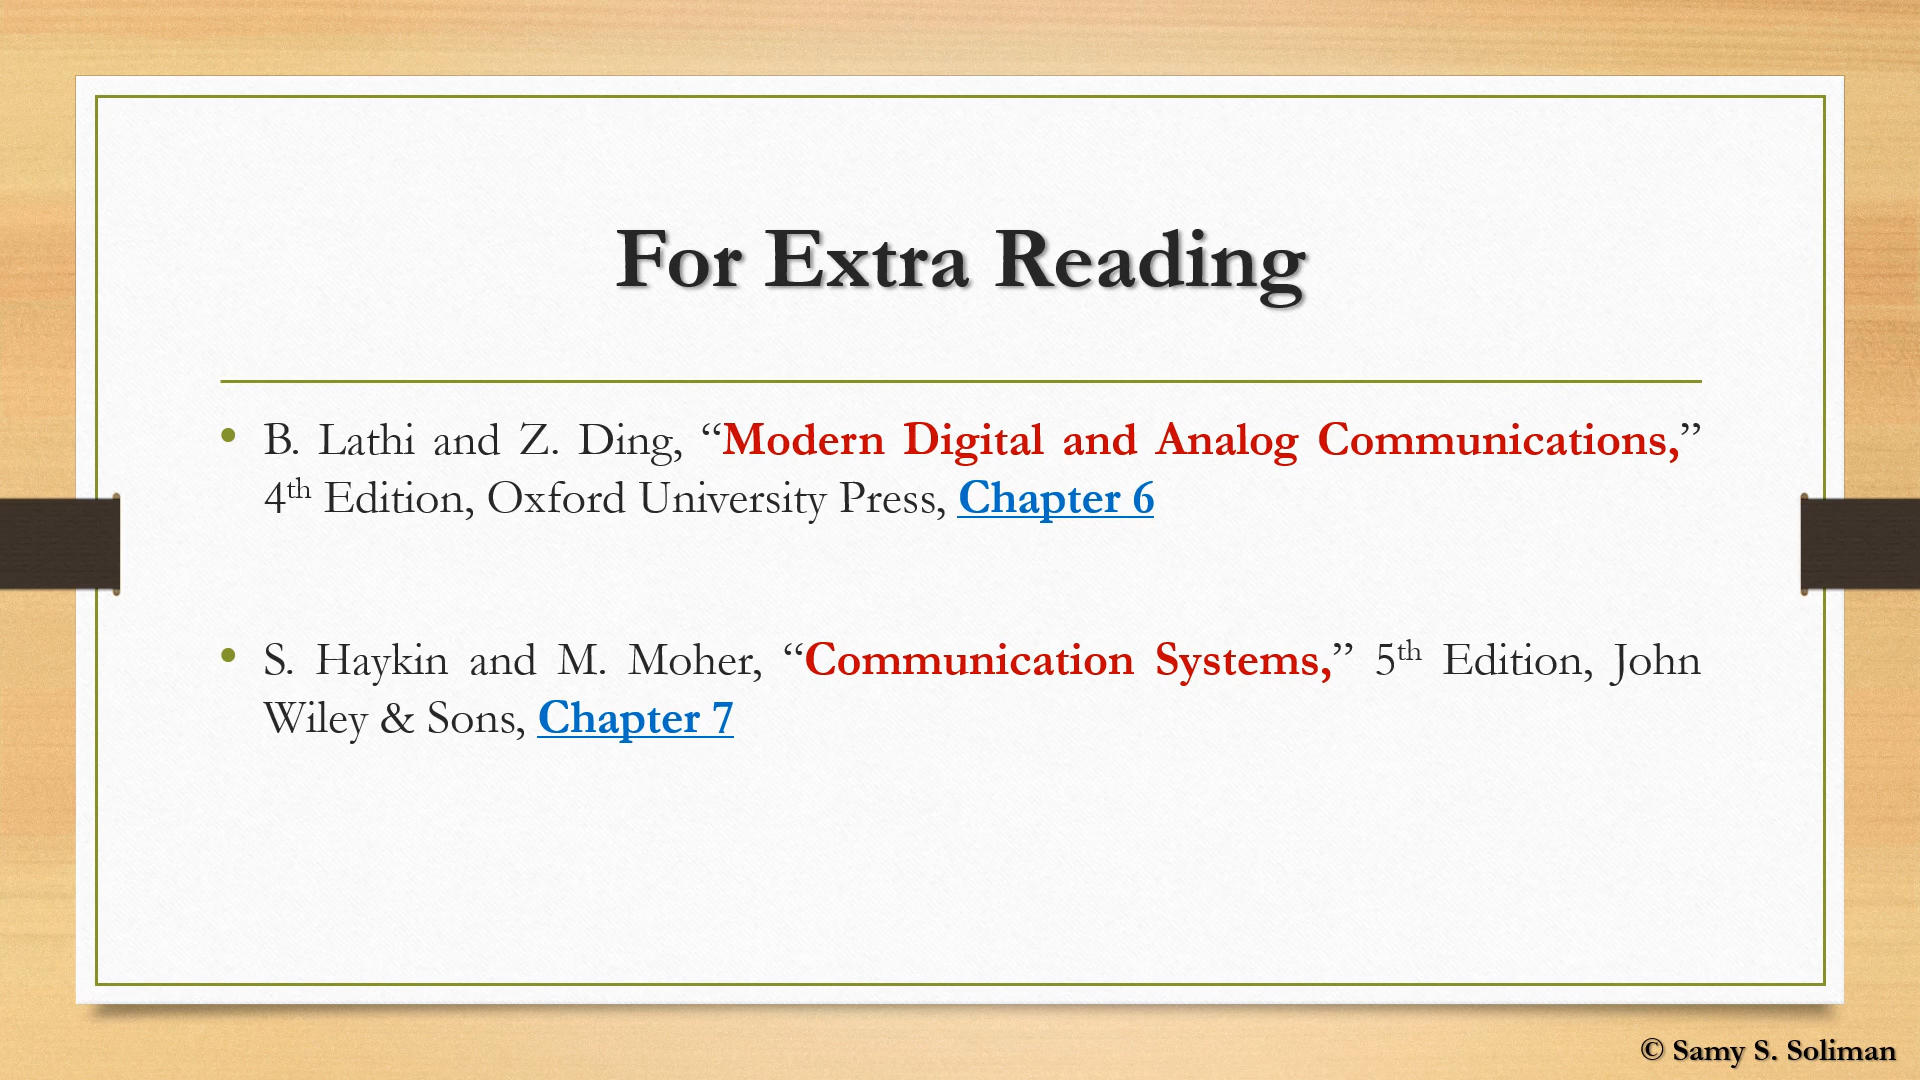 For Extra Reading
• B. Lathi and Z. Ding, “Modern Digital and Analog Communications,”
4th Edition, Oxford University Press, Chapter 6
• S. Haykin and M. Moher, “Communication Systems,” 5th Edition, John
Wiley & Sons, Chapter 7
© Samy S. Soliman